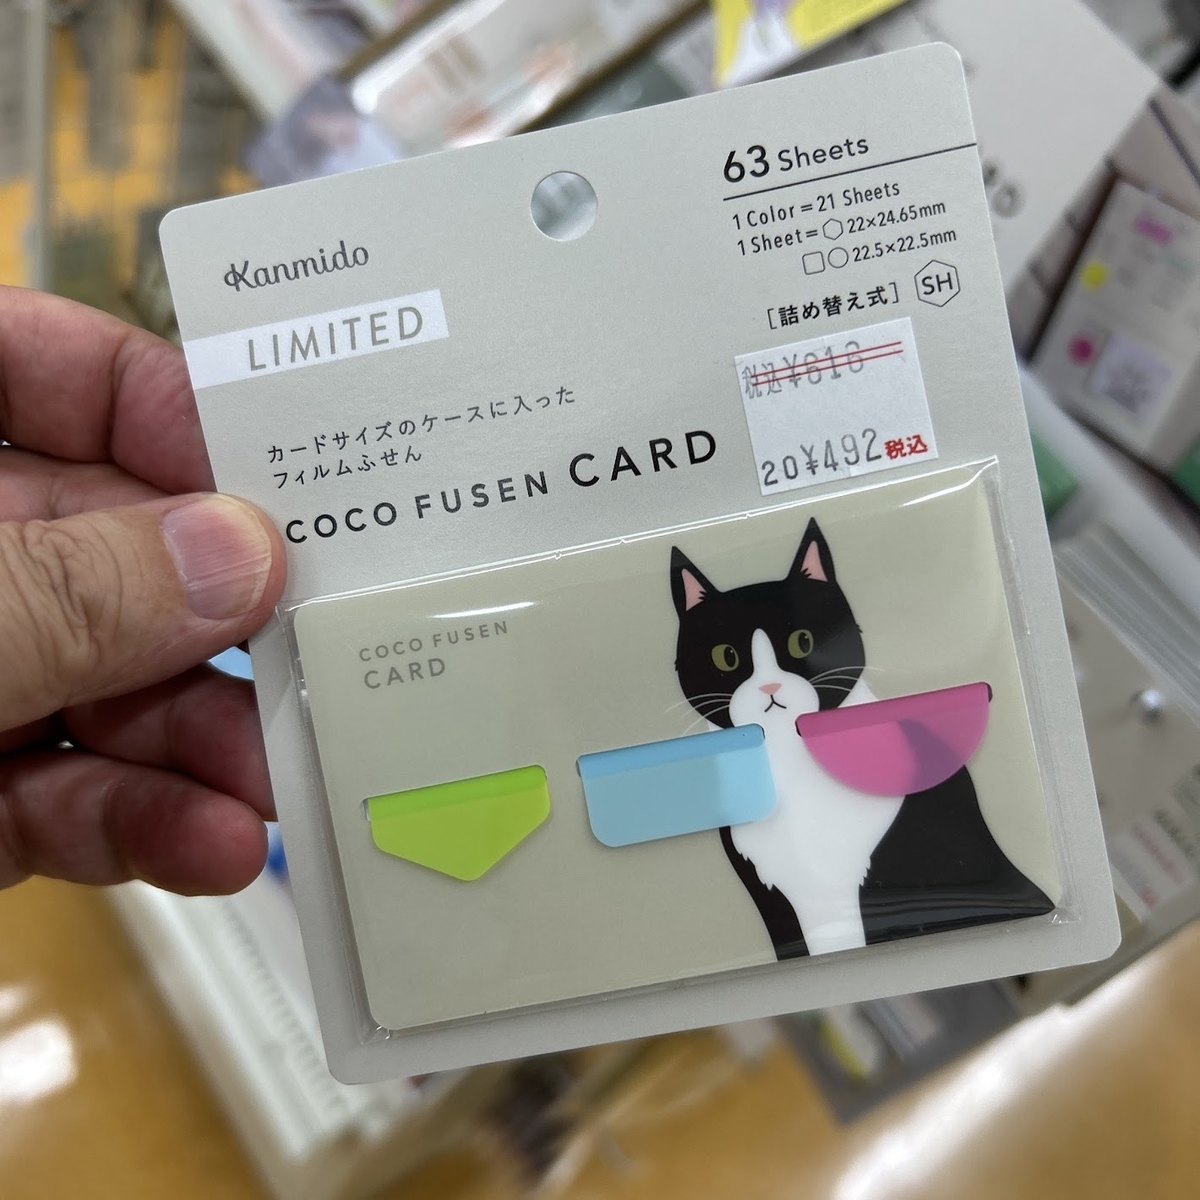 Kanmido
LIMITED
カードサイズのケースに入った
フィルムふせん
COCO FUSEN CARD
63 Sheets
1 Color = 21 Sheets
1 Sheet = ⬡ 22×24.65mm
□○ 22.5×22.5mm
［詰め替え式］ SH
税込¥616
20¥492税込
COCO FUSEN
CARD